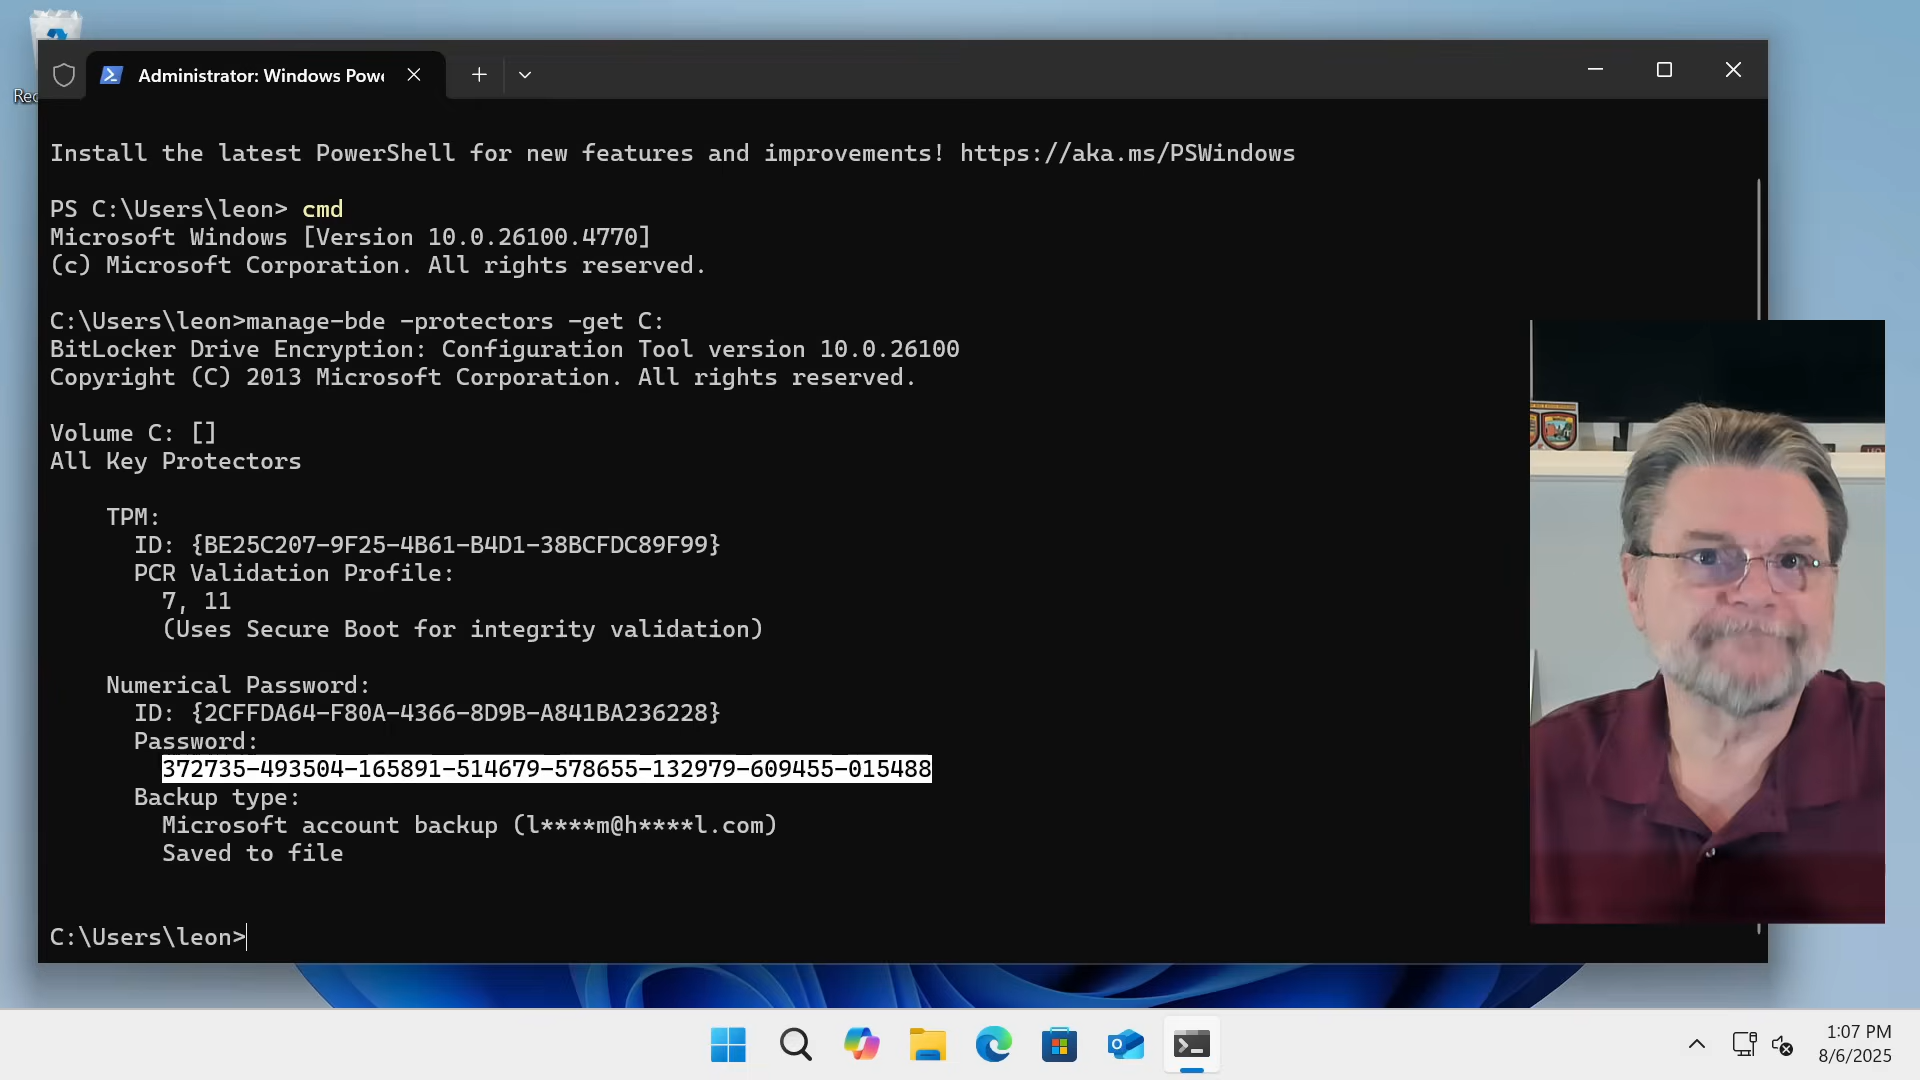 Rec
Administrator: Windows Powe
Install the latest PowerShell for new features and improvements! https://aka.ms/PSWindows
PS C:\Users\leon> cmd
Microsoft Windows [Version 10.0.26100.4770]
(c) Microsoft Corporation. All rights reserved.
C:\Users\leon>manage-bde -protectors -get C:
BitLocker Drive Encryption: Configuration Tool version 10.0.26100
Copyright (C) 2013 Microsoft Corporation. All rights reserved.
Volume C: []
All Key Protectors
TPM:
ID: {BE25C207-9F25-4B61-B4D1-38BCFDC89F99}
PCR Validation Profile:
7, 11
(Uses Secure Boot for integrity validation)
Numerical Password:
ID: {2CFFDA64-F80A-4366-8D9B-A841BA236228}
Password:
372735-493504-165891-514679-578655-132979-609455-015488
Backup type:
Microsoft account backup (l****m@h****l.com)
Saved to file
C:\Users\leon>
1:07 PM
8/6/2025